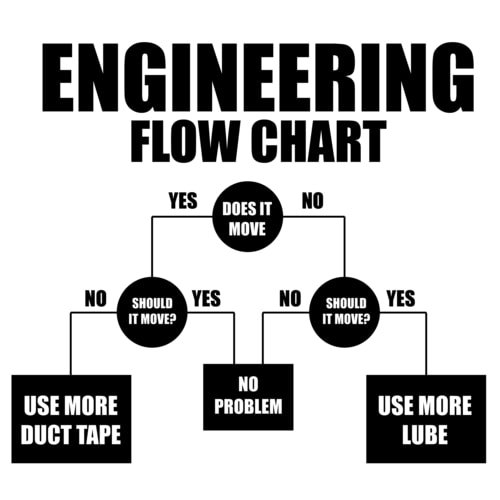 ENGINEERING
FLOW CHART
YES
DOES IT
MOVE
NO
NO
SHOULD
IT MOVE?
YES
NO
SHOULD
IT MOVE?
YES
USE MORE
DUCT TAPE
NO
PROBLEM
USE MORE
LUBE